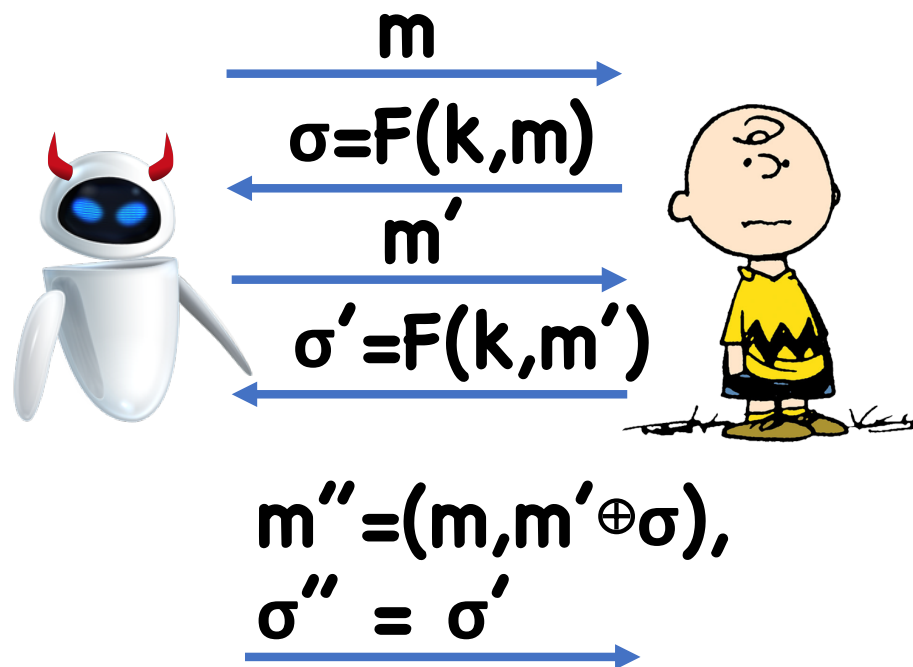 m
σ=F(k,m)
m′
σ′=F(k,m′)
m″=(m,m′⊕σ),
σ″ = σ′